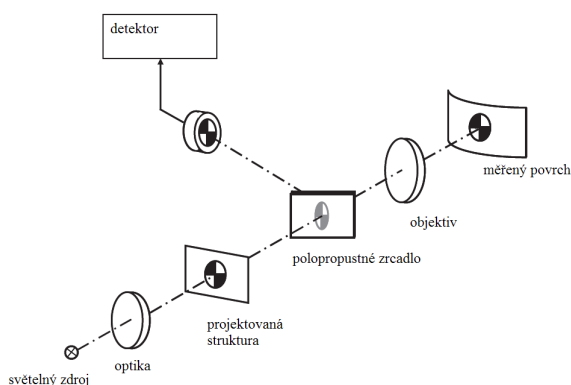 detektor
měřený povrch
objektiv
polopropustné zrcadlo
projektovaná
struktura
optika
světelný zdroj